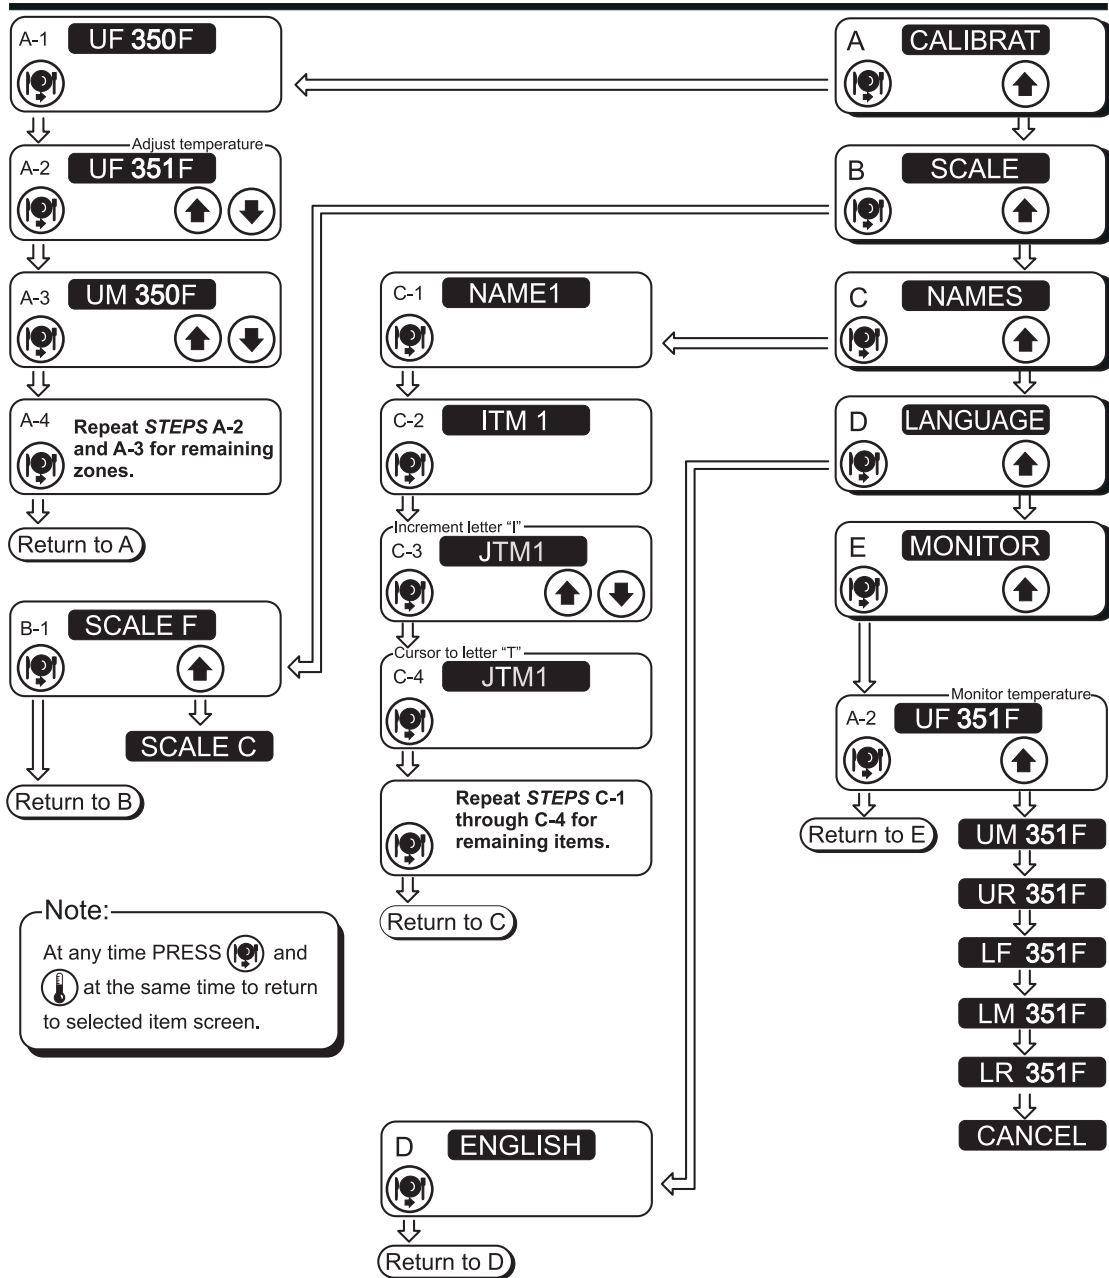 A-1 UF 350F
Adjust temperature
A-2 UF 351F
A-3 UM 350F
A-4 Repeat STEPS A-2
and A-3 for remaining
zones.
Return to A
B-1 SCALE F
SCALE C
Return to B
Note:
At any time PRESS and
at the same time to return
to selected item screen.
C-1 NAME1
C-2 ITM 1
Increment letter “I”
C-3 JTM1
Cursor to letter “T”
C-4 JTM1
Repeat STEPS C-1
through C-4 for
remaining items.
Return to C
D ENGLISH
Return to D
A CALIBRAT
B SCALE
C NAMES
D LANGUAGE
E MONITOR
Monitor temperature
A-2 UF 351F
Return to E
UM 351F
UR 351F
LF 351F
LM 351F
LR 351F
CANCEL